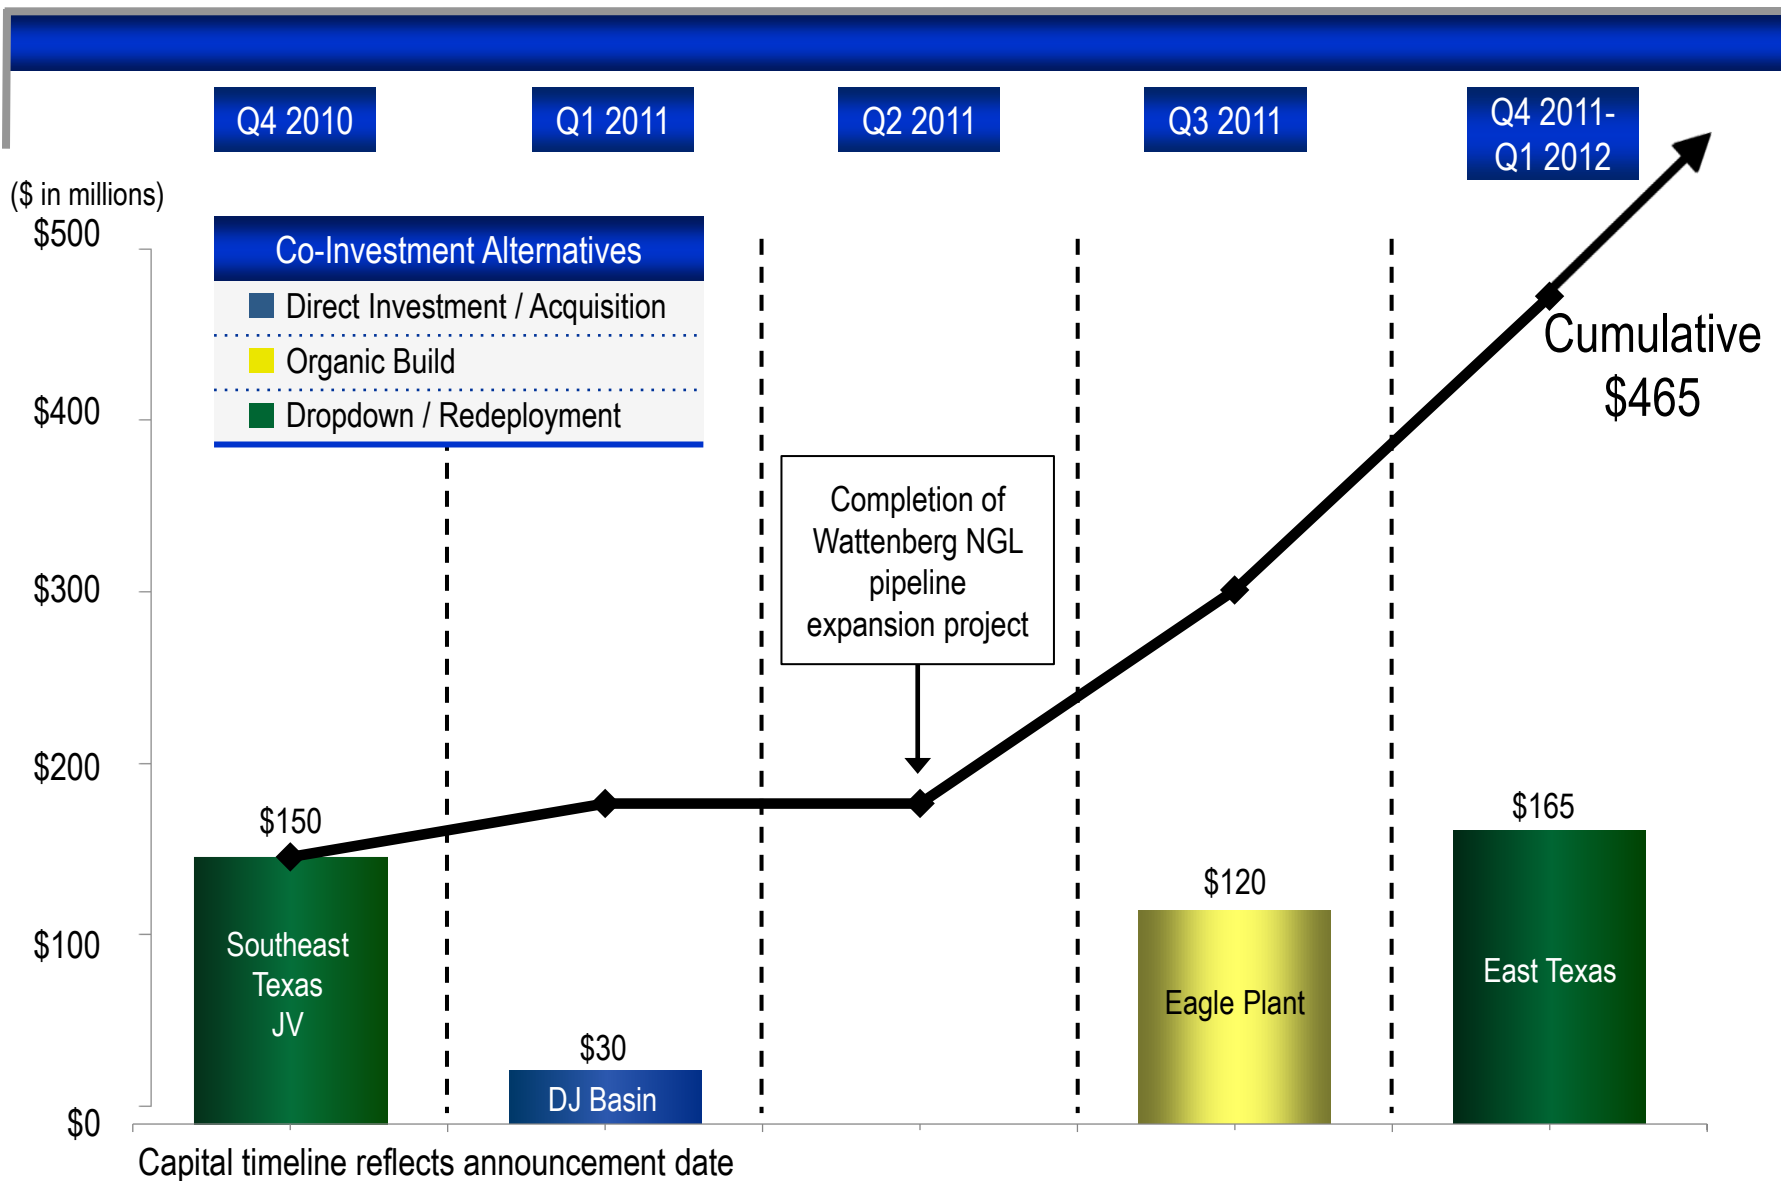 Q4 2010
Q1 2011
Q2 2011
Q3 2011
Q4 2011-
Q1 2012
($ in millions)
$500
$400
$300
$200
$100
$0
Co-Investment Alternatives
Direct Investment / Acquisition
Organic Build
Dropdown / Redeployment
Completion of
Wattenberg NGL
pipeline
expansion project
Cumulative
$465
$150
Southeast
Texas
JV
$30
DJ Basin
$120
Eagle Plant
$165
East Texas
Capital timeline reflects announcement date